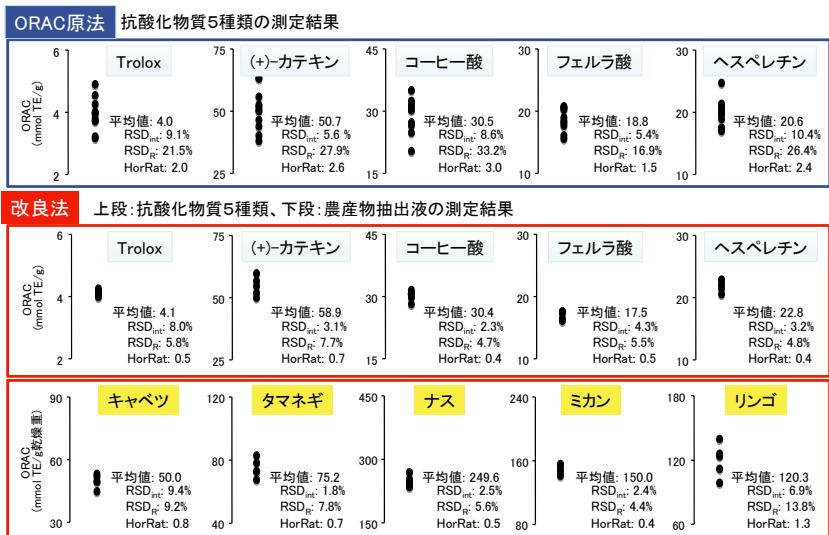 ORAC原法 抗酸化物質5種類の測定結果
ORAC
(mmol TE/g)
6
4
2
Trolox
平均値: 4.0
RSDint: 9.1%
RSDR: 21.5%
HorRat: 2.0
75
50
25
(+)-カテキン
平均値: 50.7
RSDint: 5.6 %
RSDR: 27.9%
HorRat: 2.6
45
30
15
コーヒー酸
平均値: 30.5
RSDint: 8.6%
RSDR: 33.2%
HorRat: 3.0
30
20
10
フェルラ酸
平均値: 18.8
RSDint: 5.4%
RSDR: 16.9%
HorRat: 1.5
30
20
10
ヘスペレチン
平均値: 20.6
RSDint: 10.4%
RSDR: 26.4%
HorRat: 2.4
改良法 上段:抗酸化物質5種類、下段:農産物抽出液の測定結果
ORAC
(mmol TE/g)
6
4
2
Trolox
平均値: 4.1
RSDint: 8.0%
RSDR: 5.8%
HorRat: 0.5
75
50
25
(+)-カテキン
平均値: 58.9
RSDint: 3.1%
RSDR: 7.7%
HorRat: 0.7
45
30
15
コーヒー酸
平均値: 30.4
RSDint: 2.3%
RSDR: 4.7%
HorRat: 0.4
30
20
10
フェルラ酸
平均値: 17.5
RSDint: 4.3%
RSDR: 5.5%
HorRat: 0.5
30
20
10
ヘスペレチン
平均値: 22.8
RSDint: 3.2%
RSDR: 4.8%
HorRat: 0.4
ORAC
(mmol TE/g乾燥重)
90
60
30
キャベツ
平均値: 50.0
RSDint: 9.4%
RSDR: 9.2%
HorRat: 0.8
120
80
40
タマネギ
平均値: 75.2
RSDint: 1.8%
RSDR: 7.8%
HorRat: 0.7
450
300
150
ナス
平均値: 249.6
RSDint: 2.5%
RSDR: 5.6%
HorRat: 0.5
240
160
80
ミカン
平均値: 150.0
RSDint: 2.4%
RSDR: 4.4%
HorRat: 0.4
180
120
60
リンゴ
平均値: 120.3
RSDint: 6.9%
RSDR: 13.8%
HorRat: 1.3